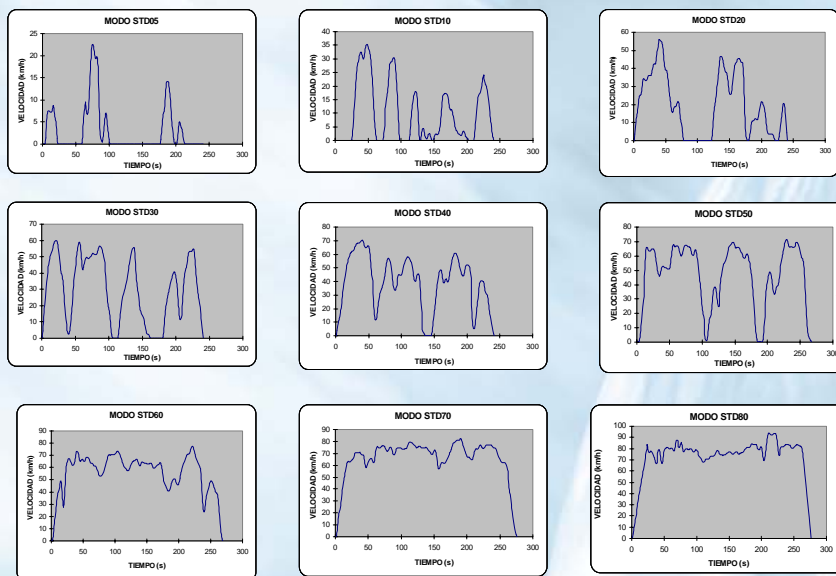 MODO STD05
VELOCIDAD (km/h)
25
20
15
10
5
0
0 50 100 150 200 250 300
TIEMPO (s)
MODO STD10
VELOCIDAD (km/h)
40
35
30
25
20
15
10
5
0
0 50 100 150 200 250 300
TIEMPO (s)
MODO STD20
VELOCIDAD (km/h)
60
50
40
30
20
10
0
0 50 100 150 200 250 300
TIEMPO (s)
MODO STD30
VELOCIDAD (km/h)
70
60
50
40
30
20
10
0
0 50 100 150 200 250 300
TIEMPO (s)
MODO STD40
VELOCIDAD (km/h)
80
70
60
50
40
30
20
10
0
0 50 100 150 200 250 300
TIEMPO (s)
MODO STD50
VELOCIDAD (km/h)
80
70
60
50
40
30
20
10
0
0 50 100 150 200 250 300
TIEMPO (s)
MODO STD60
VELOCIDAD (km/h)
90
80
70
60
50
40
30
20
10
0
0 50 100 150 200 250 300
TIEMPO (s)
MODO STD70
VELOCIDAD (km/h)
90
80
70
60
50
40
30
20
10
0
0 50 100 150 200 250 300
TIEMPO (s)
MODO STD80
VELOCIDAD (km/h)
100
90
80
70
60
50
40
30
20
10
0
0 50 100 150 200 250 300
TIEMPO (s)